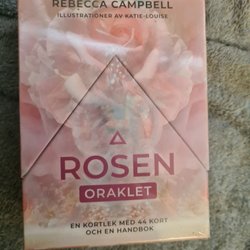 REBECCA CAMPBELL
ILLUSTRATIONER AV KATIE-LOUISE
ROSEN
ORAKLET
EN KORTLEK MED 44 KORT
OCH EN HANDBOK